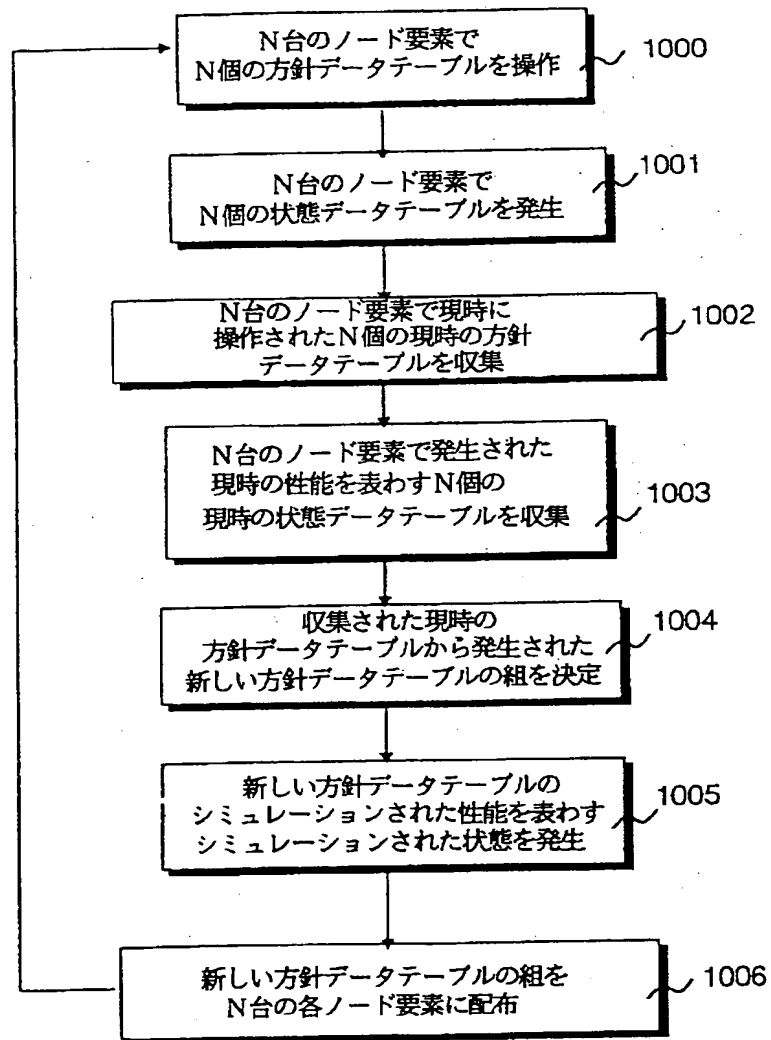 N台のノード要素で
N個の方針データテーブルを操作
1000
N台のノード要素で
N個の状態データテーブルを発生
1001
N台のノード要素で現時に
操作されたN個の現時の方針
データテーブルを収集
1002
N台のノード要素で発生された
現時の性能を表わすN個の
現時の状態データテーブルを収集
1003
収集された現時の
方針データテーブルから発生された
新しい方針データテーブルの組を決定
1004
新しい方針データテーブルの
シミュレーションされた性能を表わす
シミュレーションされた状態を発生
1005
新しい方針データテーブルの組を
N台の各ノード要素に配布
1006